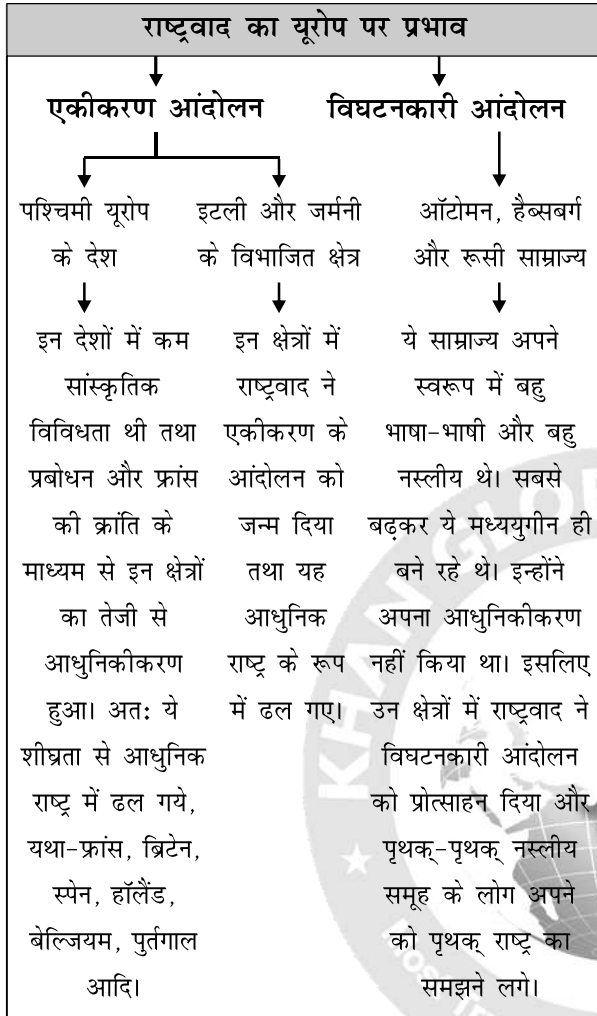 राष्ट्रवाद का यूरोप पर प्रभाव
एकीकरण आंदोलन
विघटनकारी आंदोलन
पश्चिमी यूरोप
के देश
इटली और जर्मनी
के विभाजित क्षेत्र
ऑटोमन, हैब्सबर्ग
और रूसी साम्राज्य
इन देशों में कम
सांस्कृतिक
विविधता थी तथा
प्रबोधन और फ्रांस
की क्रांति के
माध्यम से इन क्षेत्रों
का तेजी से
आधुनिकीकरण
हुआ। अतः ये
शीघ्रता से आधुनिक
राष्ट्र में ढल गये,
यथा-फ्रांस, ब्रिटेन,
स्पेन, हॉलैंड,
बेल्जियम, पुर्तगाल
आदि।
इन क्षेत्रों में
राष्ट्रवाद ने
एकीकरण के
आंदोलन को
जन्म दिया
तथा यह
आधुनिक
राष्ट्र के रूप
में ढल गए।
ये साम्राज्य अपने
स्वरूप में बहु
भाषा-भाषी और बहु
नस्लीय थे। सबसे
बढ़कर ये मध्ययुगीन ही
बने रहे थे। इन्होंने
अपना आधुनिकीकरण
नहीं किया था। इसलिए
उन क्षेत्रों में राष्ट्रवाद ने
विघटनकारी आंदोलन
को प्रोत्साहन दिया और
पृथक्-पृथक् नस्लीय
समूह के लोग अपने
को पृथक् राष्ट्र का
समझने लगे।
KHAN GLO